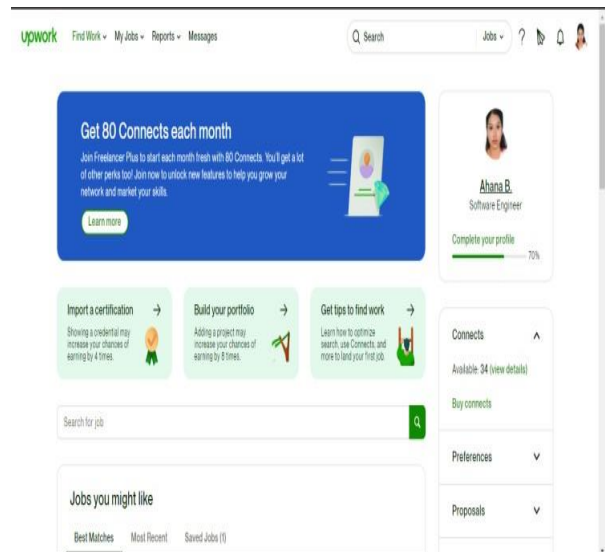 upwork Find Work My Jobs Reports Messages Search Jobs ?
Get 80 Connects each month
Join Freelancer Plus to start each month fresh with 80 Connects. You'll get a lot
of other perks too! Join now to unlock new features to help you grow your
network and market your skills.
Learn more
Ahana B.
Software Engineer
Complete your profile
70%
Import a certification →
Showing a credential may
increase your chances of
earning by 4 times.
Build your portfolio →
Adding a project may
increase your chances of
earning by 8 times.
Get tips to find work →
Learn how to optimize
search, use Connects, and
more to land your first job.
Connects
Available: 34 (view details)
Buy connects
Search for job
Preferences
Proposals
Jobs you might like
Best Matches Most Recent Saved Jobs (1)